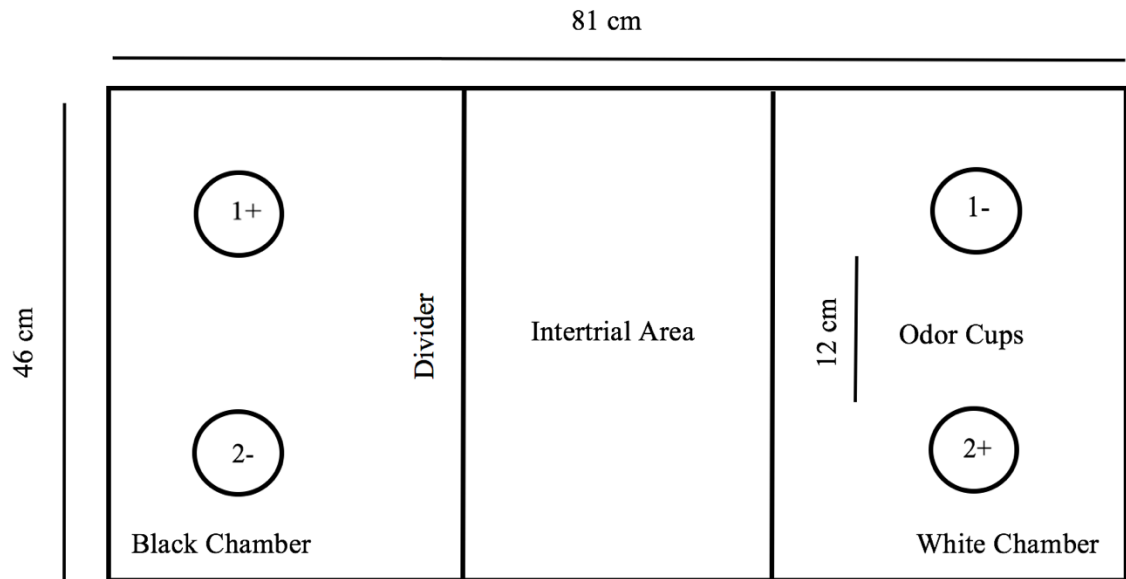 81 cm
46 cm
1+
2-
Divider
Black Chamber
Intertrial Area
1-
12 cm
Odor Cups
2+
White Chamber